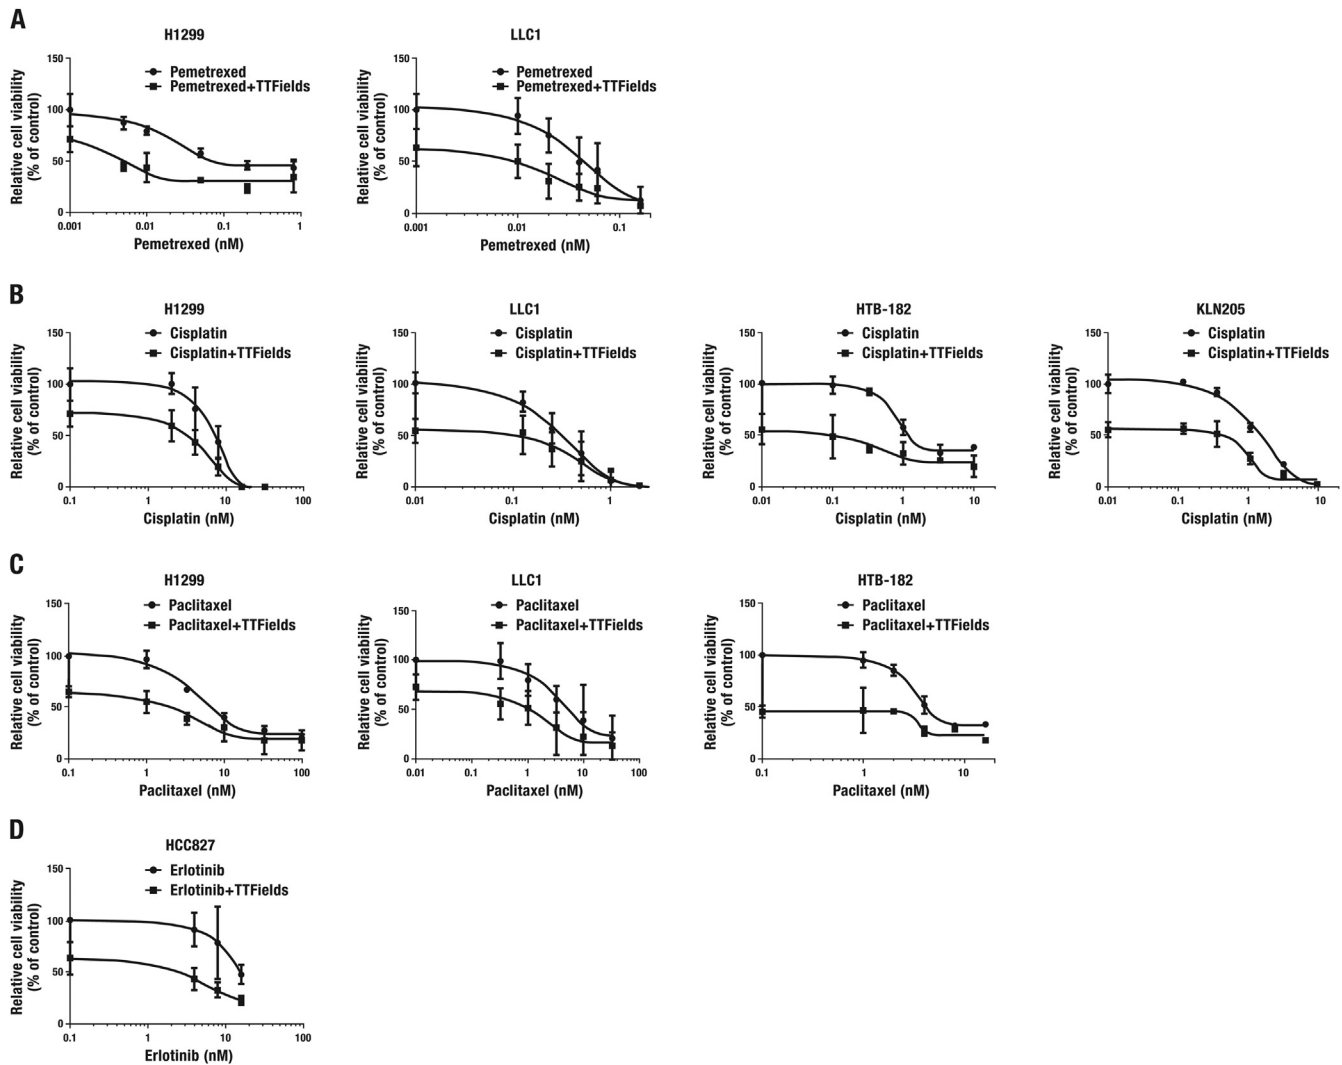 A
H1299
Relative cell viability
(% of control)
150
100
50
0
Pemetrexed
Pemetrexed+TTFields
0.001
0.01
0.1
1
Pemetrexed (nM)
LLC1
Relative cell viability
(% of control)
150
100
50
0
Pemetrexed
Pemetrexed+TTFields
0.001
0.01
0.1
Pemetrexed (nM)
B
H1299
Relative cell viability
(% of control)
150
100
50
0
Cisplatin
Cisplatin+TTFields
0.1
1
10
100
Cisplatin (nM)
LLC1
Relative cell viability
(% of control)
150
100
50
0
Cisplatin
Cisplatin+TTFields
0.01
0.1
1.0
Cisplatin (nM)
HTB-182
Relative cell viability
(% of control)
150
100
50
0
Cisplatin
Cisplatin+TTFields
0.01
0.1
1
10
Cisplatin (nM)
KLN205
Relative cell viability
(% of control)
150
100
50
0
Cisplatin
Cisplatin+TTFields
0.01
0.1
1
10
Cisplatin (nM)
C
H1299
Relative cell viability
(% of control)
150
100
50
0
Paclitaxel
Paclitaxel+TTFields
0.1
1
10
100
Paclitaxel (nM)
LLC1
Relative cell viability
(% of control)
150
100
50
0
Paclitaxel
Paclitaxel+TTFields
0.01
0.1
1
10
100
Paclitaxel (nM)
HTB-182
Relative cell viability
(% of control)
150
100
50
0
Paclitaxel
Paclitaxel+TTFields
0.1
1
10
Paclitaxel (nM)
D
HCC827
Relative cell viability
(% of control)
150
100
50
0
Erlotinib
Erlotinib+TTFields
0.1
1
10
100
Erlotinib (nM)